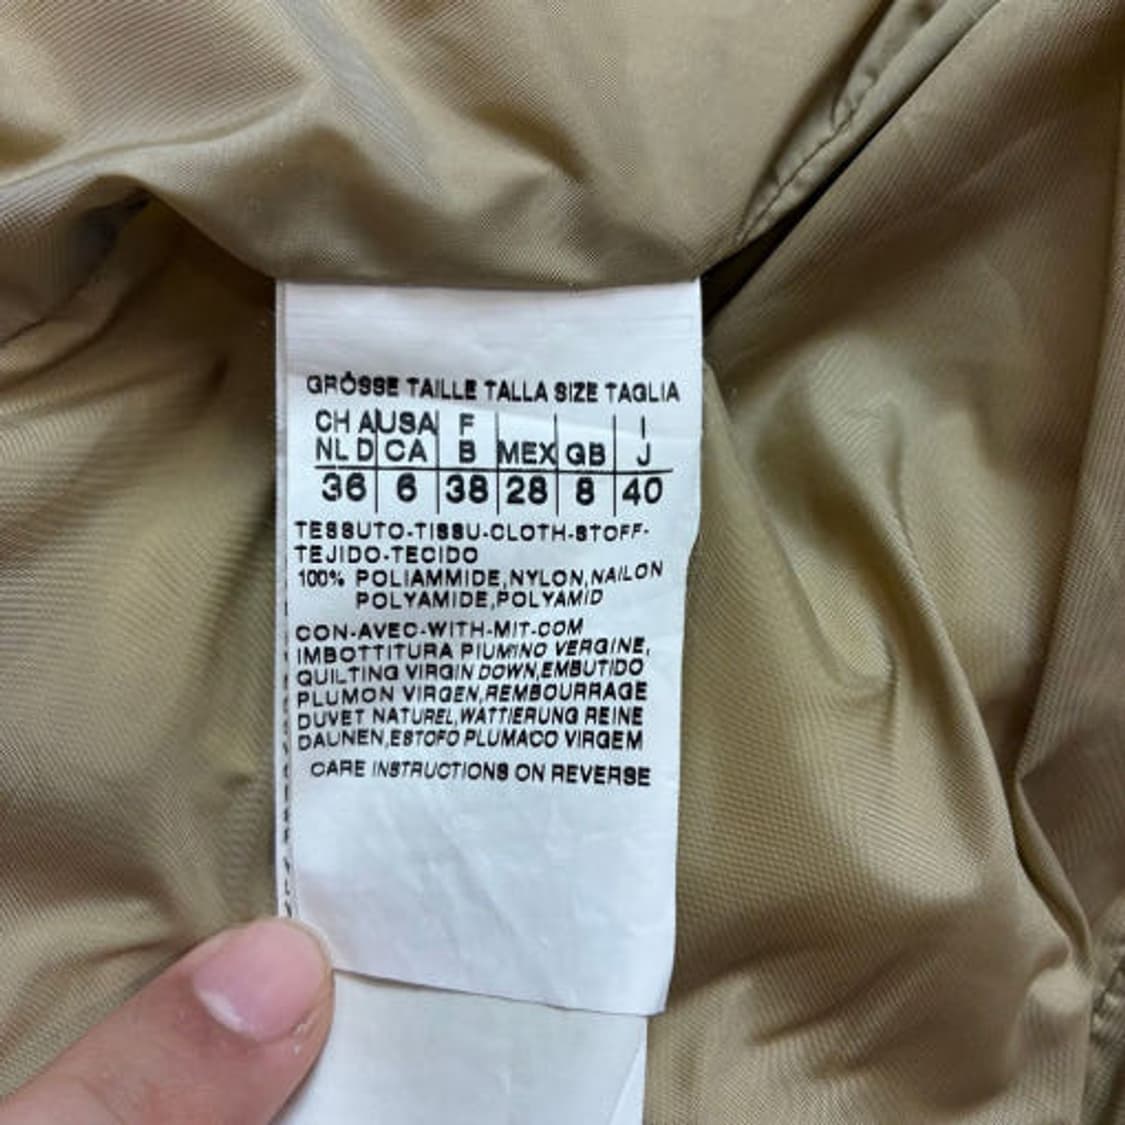 GRÖSSE TAILLE TALLA SIZE TAGLIA
CH A USA F I
NL D CA B MEX GB J
36 6 38 28 8 40
TESSUTO-TISSU-CLOTH-STOFF-
TEJIDO-TECIDO
100% POLIAMMIDE,NYLON,NAILON
POLYAMIDE,POLYAMID
CON-AVEC-WITH-MIT-COM
IMBOTTITURA PIUMINO VERGINE,
QUILTING VIRGIN DOWN,EMBUTIDO
PLUMON VIRGEN,REMBOURRAGE
DUVET NATUREL,WATTIERUNG REINE
DAUNEN,ESTOFO PLUMACO VIRGEM
CARE INSTRUCTIONS ON REVERSE